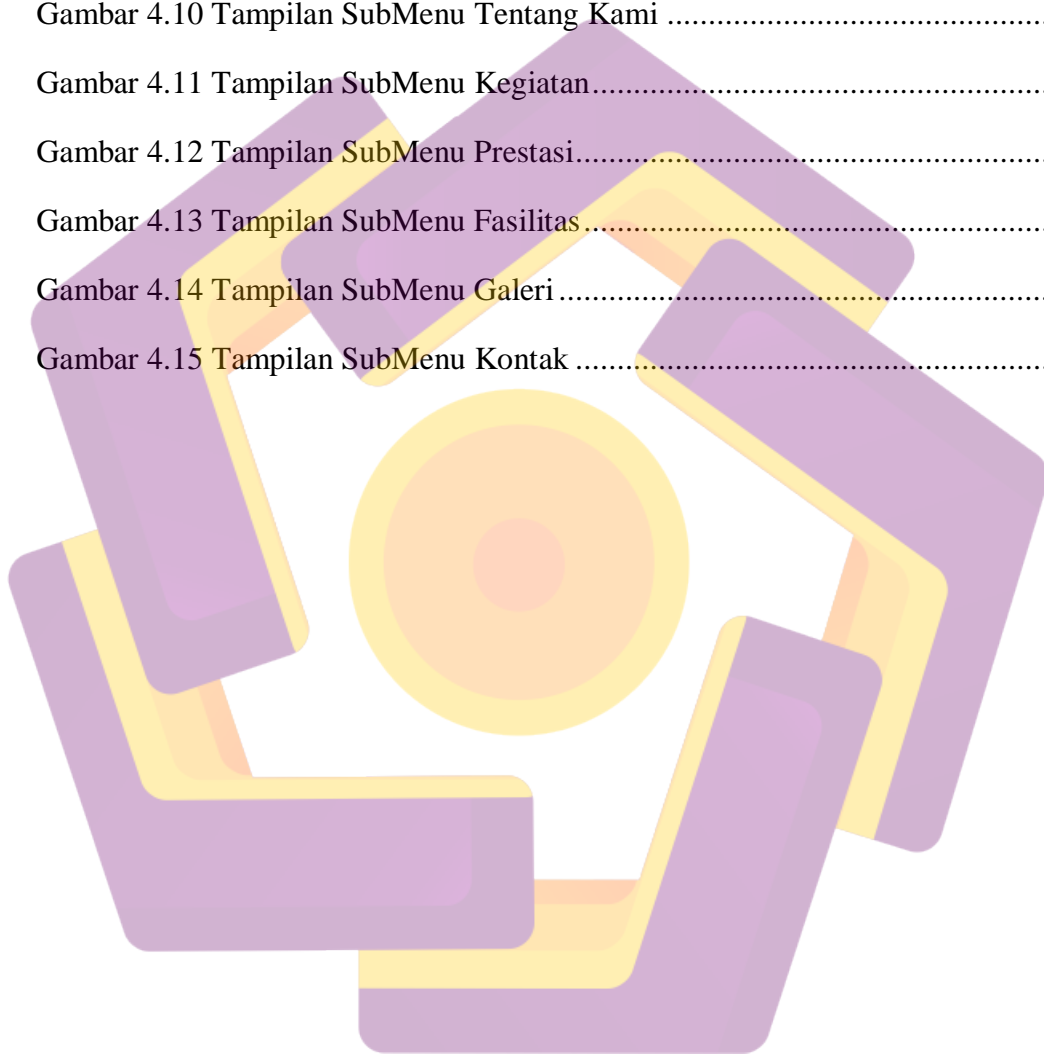 Gambar 4.10 Tampilan SubMenu Tentang Kami ..............................................
Gambar 4.11 Tampilan SubMenu Kegiatan.......................................................
Gambar 4.12 Tampilan SubMenu Prestasi.........................................................
Gambar 4.13 Tampilan SubMenu Fasilitas........................................................
Gambar 4.14 Tampilan SubMenu Galeri ...........................................................
Gambar 4.15 Tampilan SubMenu Kontak .........................................................